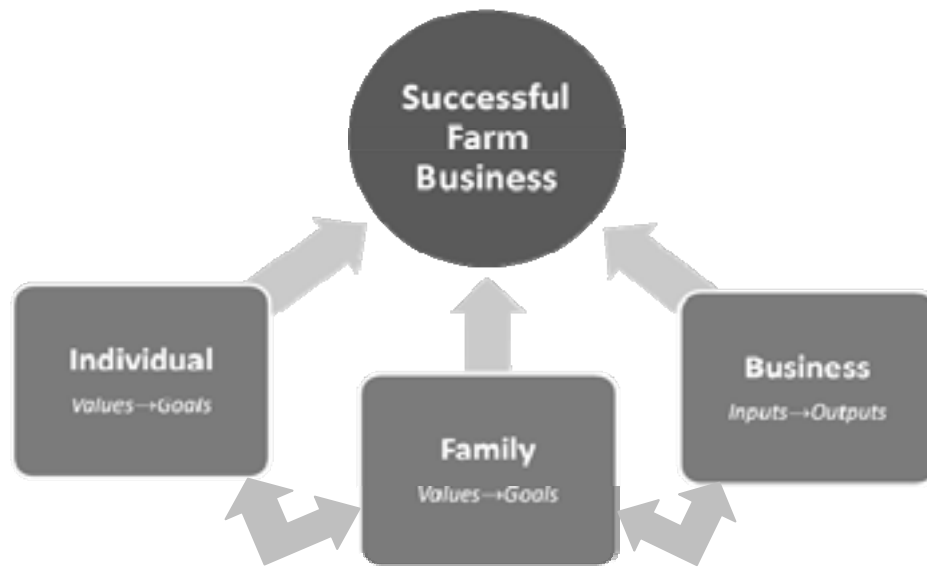 Successful
Farm
Business
Individual
Values→Goals
Family
Values→Goals
Business
Inputs→Outputs